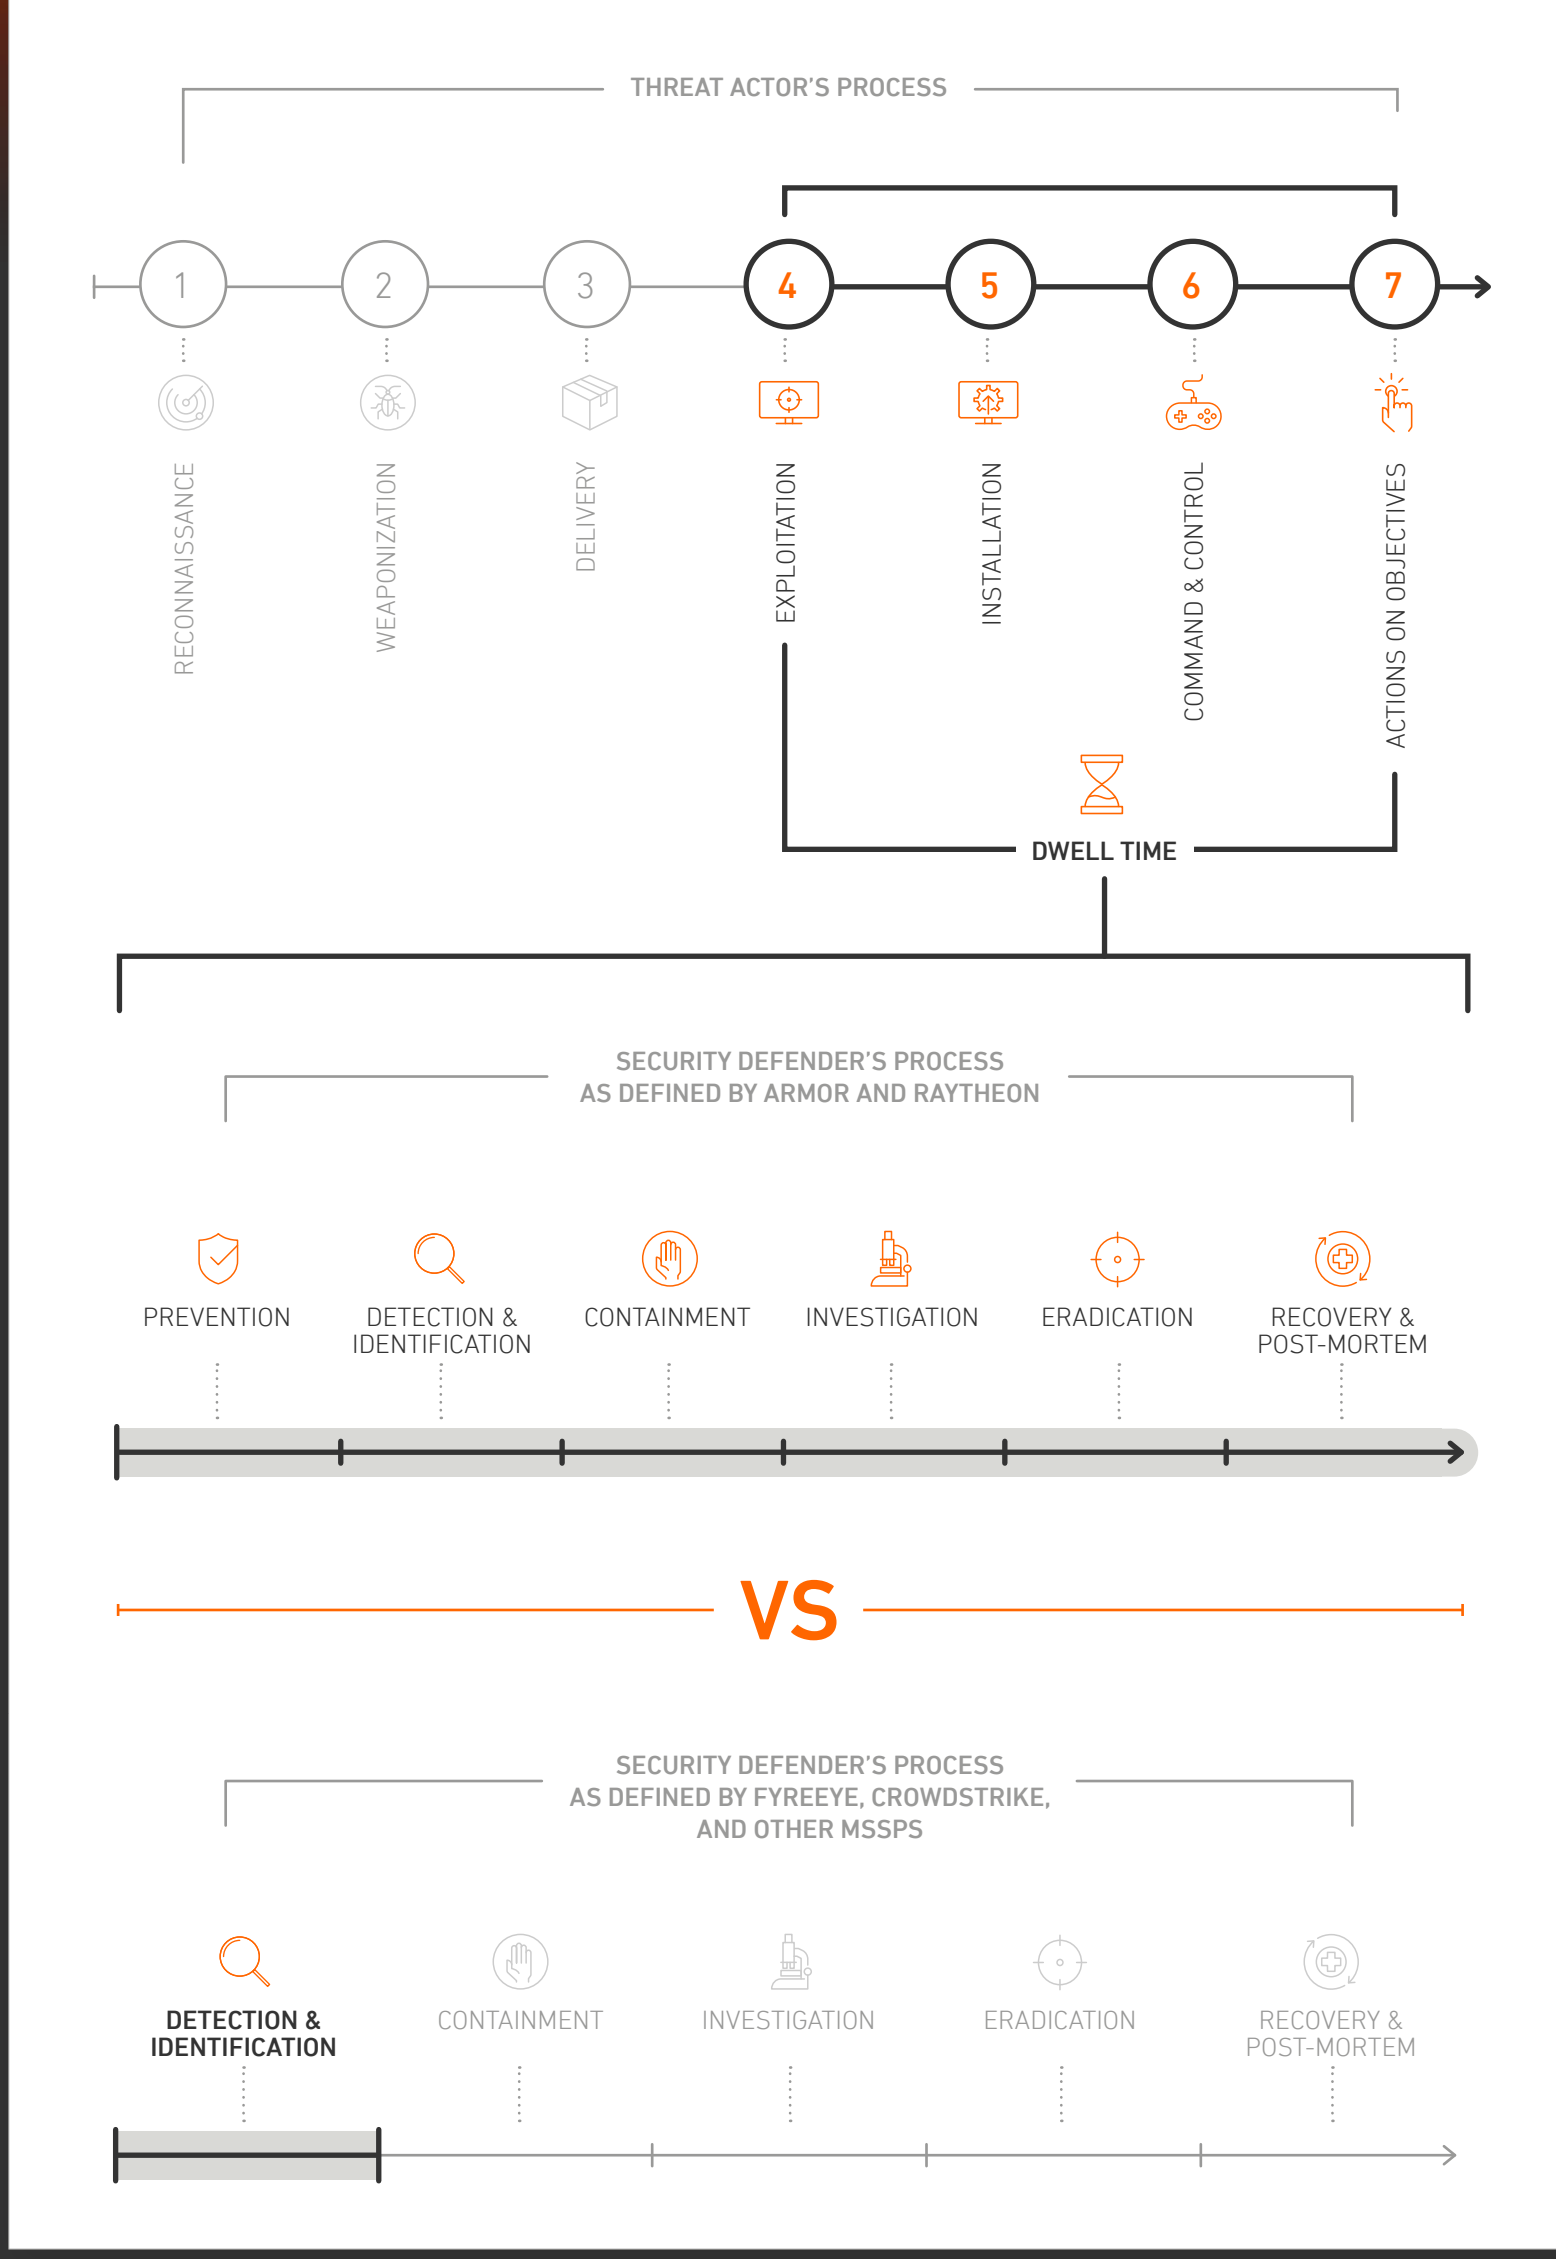 THREAT ACTOR'S PROCESS
1
2
3
4
5
6
7
RECONNAISSANCE
WEAPONIZATION
DELIVERY
EXPLOITATION
INSTALLATION
COMMAND & CONTROL
ACTIONS ON OBJECTIVES
DWELL TIME
SECURITY DEFENDER'S PROCESS
AS DEFINED BY ARMOR AND RAYTHEON
PREVENTION
DETECTION &
IDENTIFICATION
CONTAINMENT
INVESTIGATION
ERADICATION
RECOVERY &
POST-MORTEM
VS
SECURITY DEFENDER'S PROCESS
AS DEFINED BY FYREEYE, CROWDSTRIKE,
AND OTHER MSSPS
DETECTION &
IDENTIFICATION
CONTAINMENT
INVESTIGATION
ERADICATION
RECOVERY &
POST-MORTEM